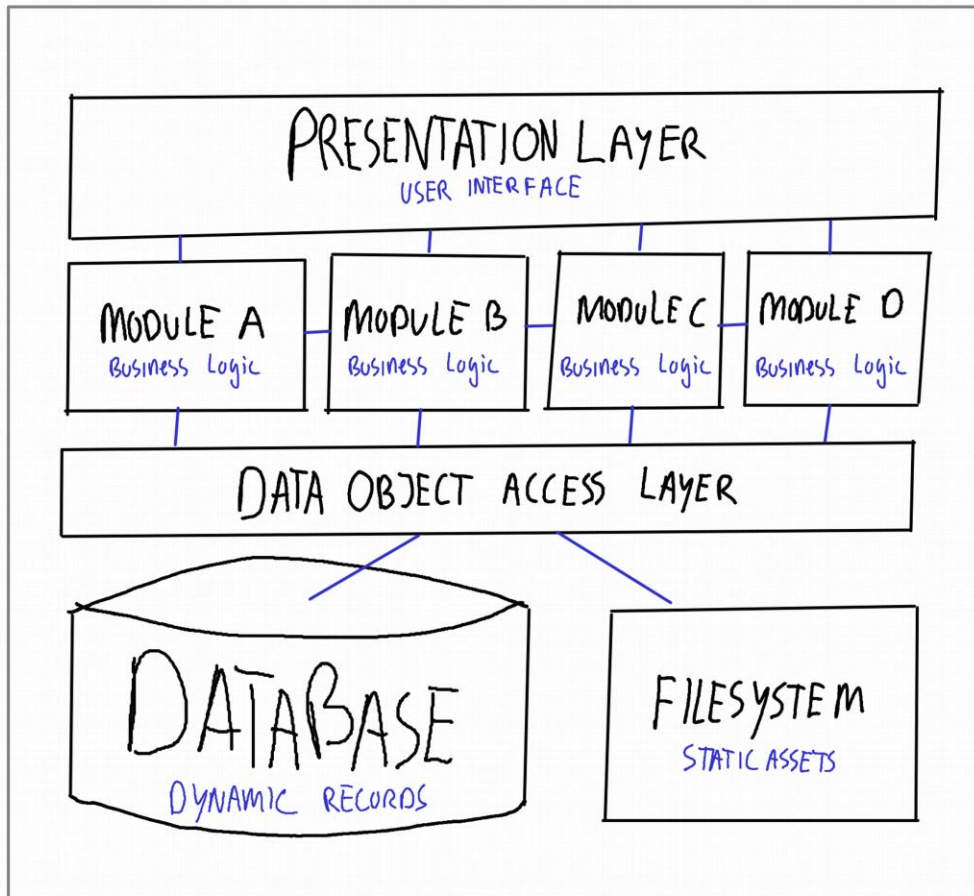 PRESENTATION LAYER
USER INTERFACE
MODULE A
MODULE B
MODULE C
MODULE D
Business Logic
Business Logic
Business Logic
Business Logic
DATA OBJECT ACCESS LAYER
DATABASE
DYNAMIC RECORDS
FILESYSTEM
STATIC ASSETS